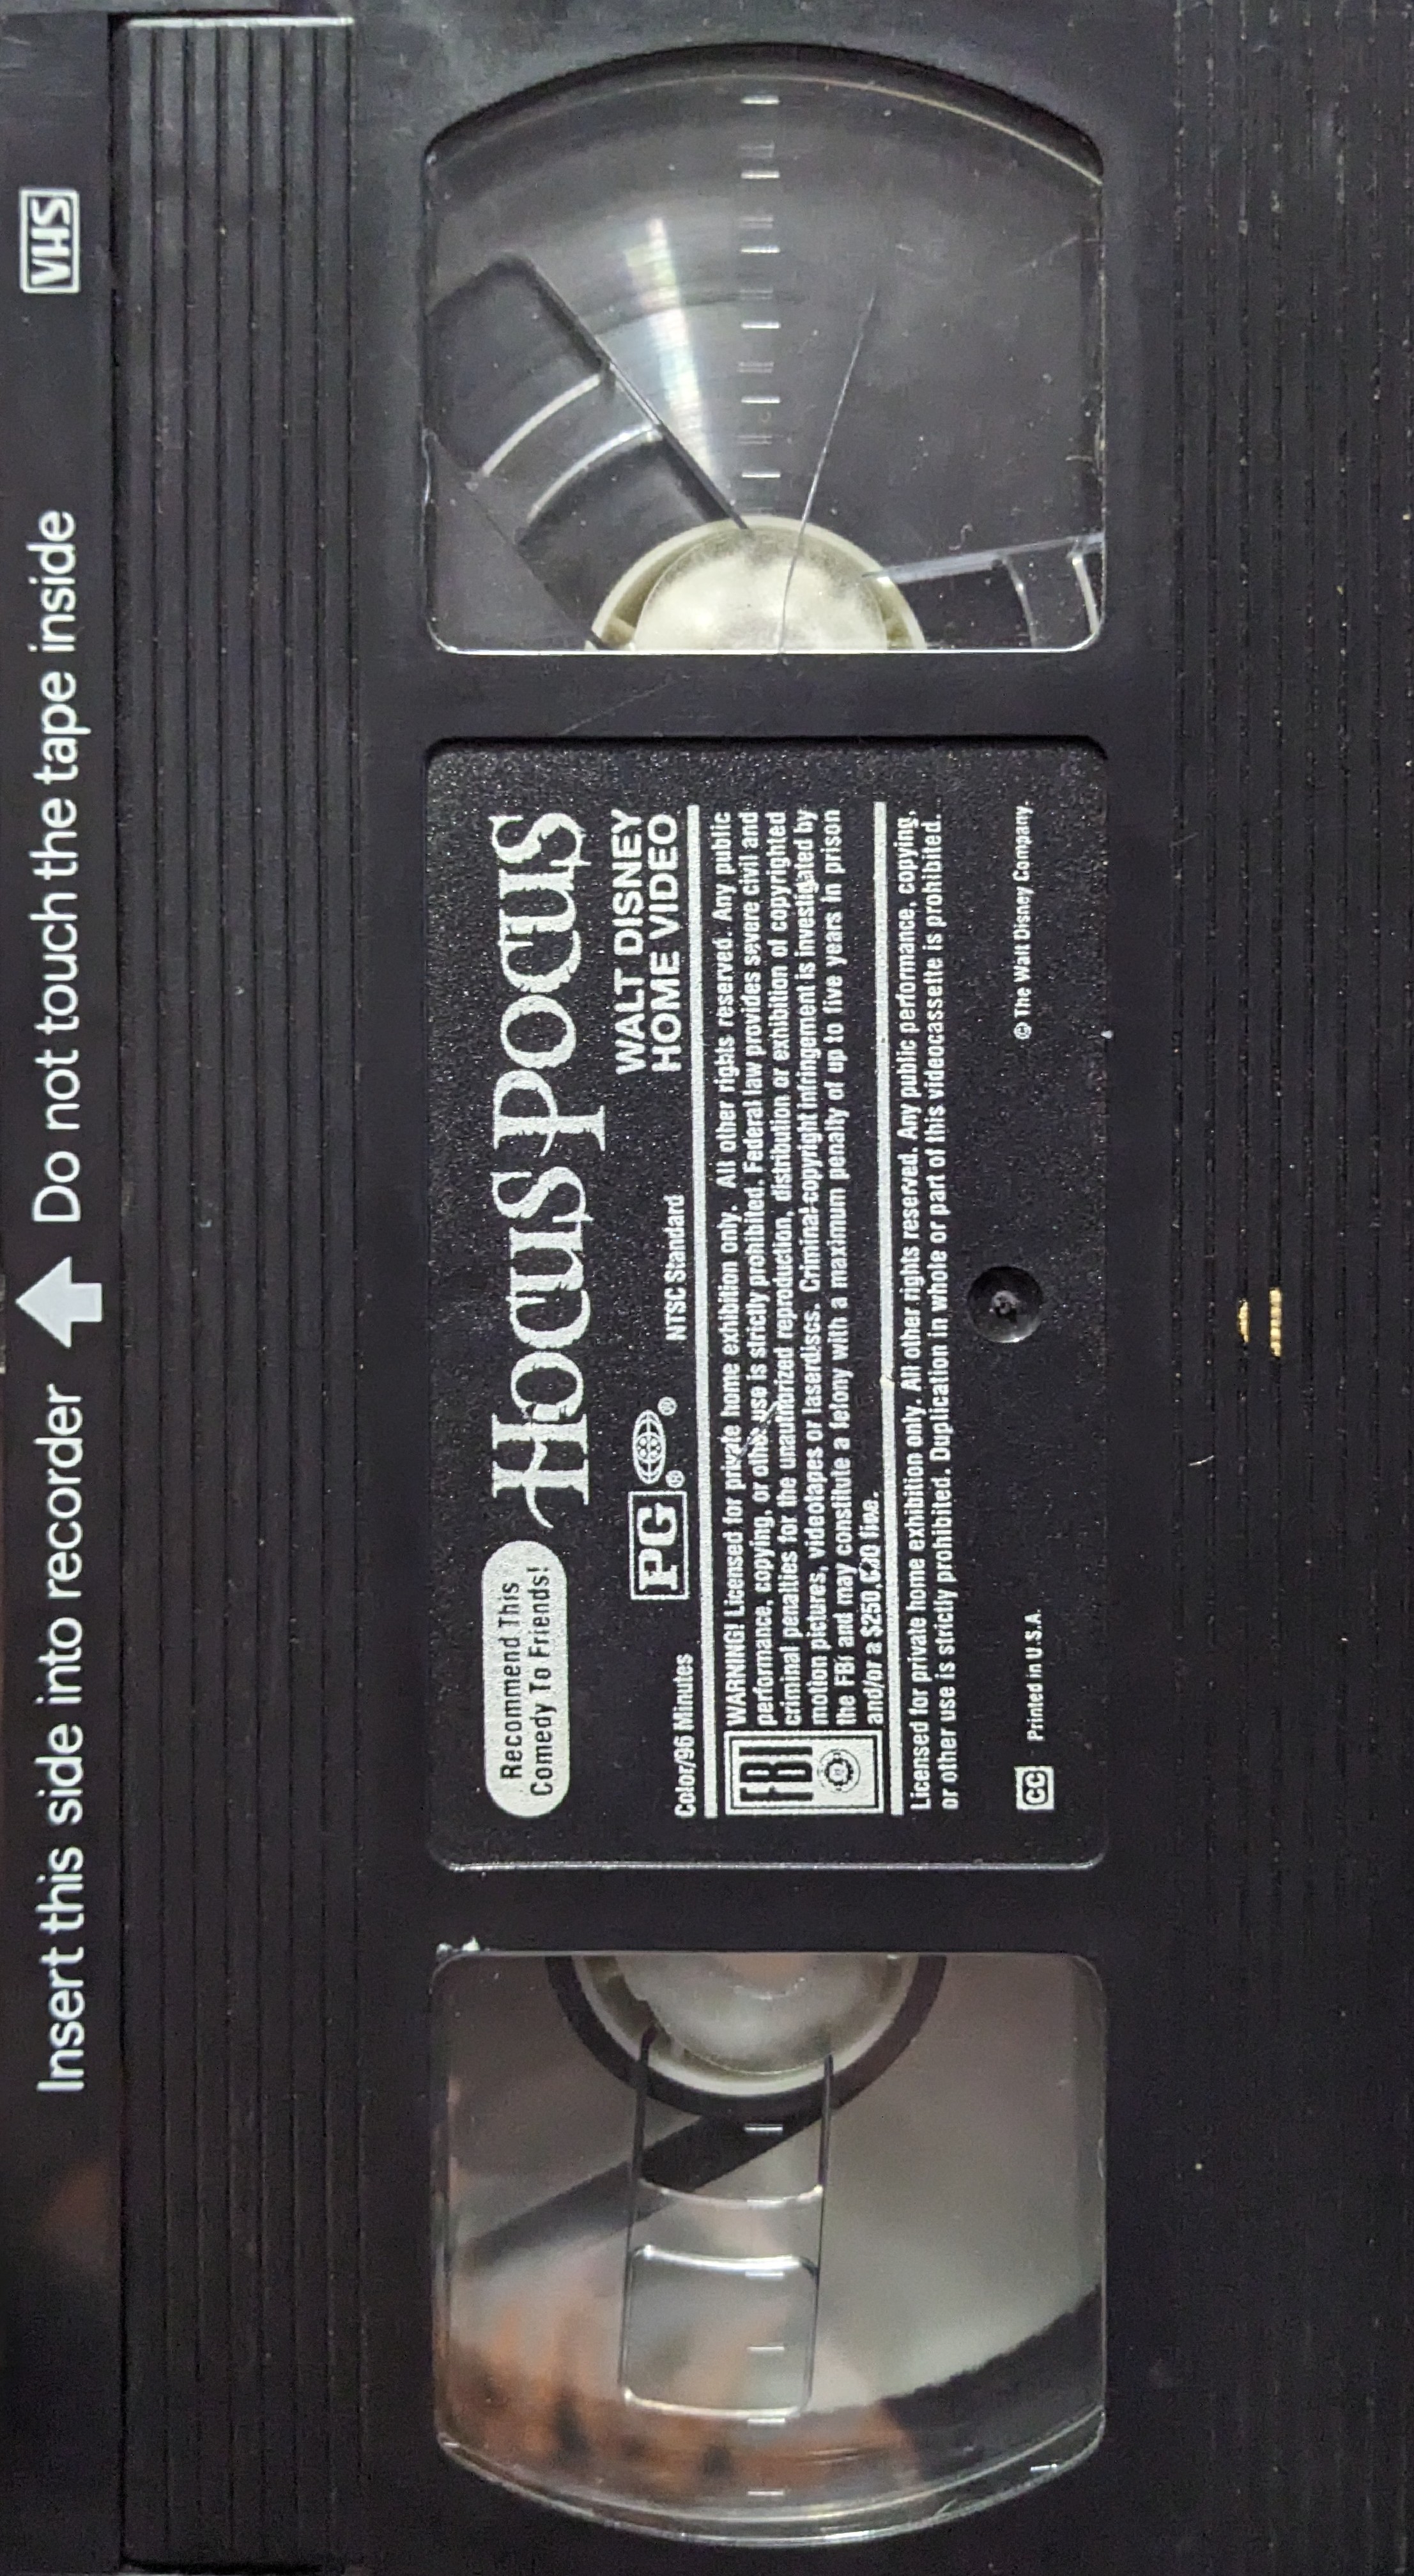 Insert this side into recorder Do not touch the tape inside VHS
Recommend This
Comedy To Friends!
Hocus Pocus
WALT DISNEY
HOME VIDEO
Color/96 Minutes PG® ® NTSC Standard
FBI
WARNING! Licensed for private home exhibition only. All other rights reserved. Any public
performance, copying, or other use is strictly prohibited. Federal law provides severe civil and
criminal penalties for the unauthorized reproduction, distribution or exhibition of copyrighted
motion pictures, videotapes or laserdiscs. Criminal copyright infringement is investigated by
the FBI and may constitute a felony with a maximum penalty of up to five years in prison
and/or a $250,000 fine.
Licensed for private home exhibition only. All other rights reserved. Any public performance, copying,
or other use is strictly prohibited. Duplication in whole or part of this videocassette is prohibited.
CC Printed in U.S.A. © The Walt Disney Company.